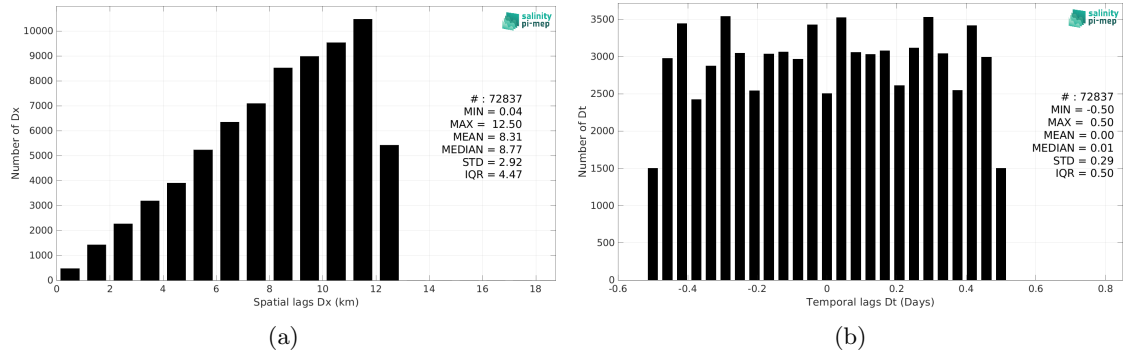 10000
9000
8000
7000
6000
5000
4000
3000
2000
1000
0
Number of Dx
0 2 4 6 8 10 12 14 16 18
Spatial lags Dx (km)
salinity
pi-mep
# : 72837
MIN = 0.04
MAX = 12.50
MEAN = 8.31
MEDIAN = 8.77
STD = 2.92
IQR = 4.47
(a)
3500
3000
2500
2000
1500
1000
500
0
Number of Dt
-0.6 -0.4 -0.2 0 0.2 0.4 0.6 0.8
Temporal lags Dt (Days)
salinity
pi-mep
# : 72837
MIN = -0.50
MAX = 0.50
MEAN = 0.00
MEDIAN = 0.01
STD = 0.29
IQR = 0.50
(b)